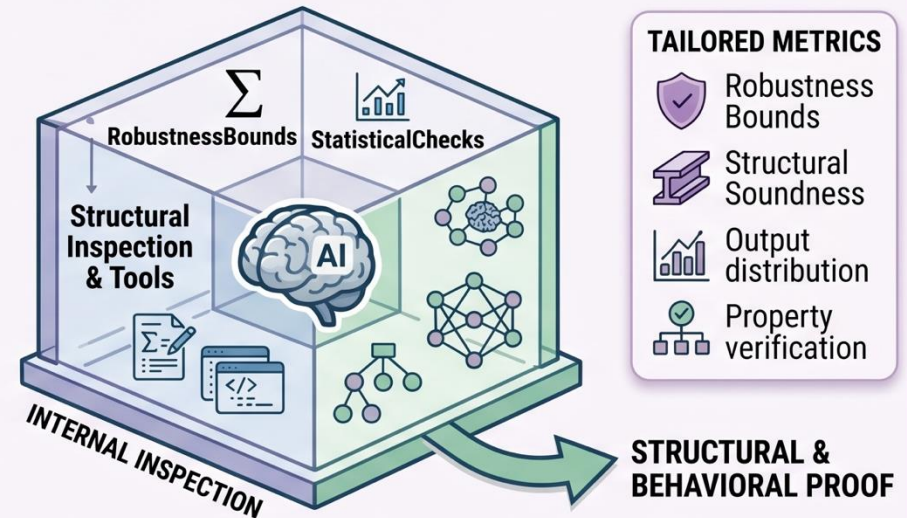 Σ
RobustnessBounds
StatisticalChecks
Structural
Inspection
& Tools
AI
Σ=
</>
INTERNAL INSPECTION
TAILORED METRICS
Robustness
Bounds
Structural
Soundness
Output
distribution
Property
verification
STRUCTURAL &
BEHAVIORAL PROOF